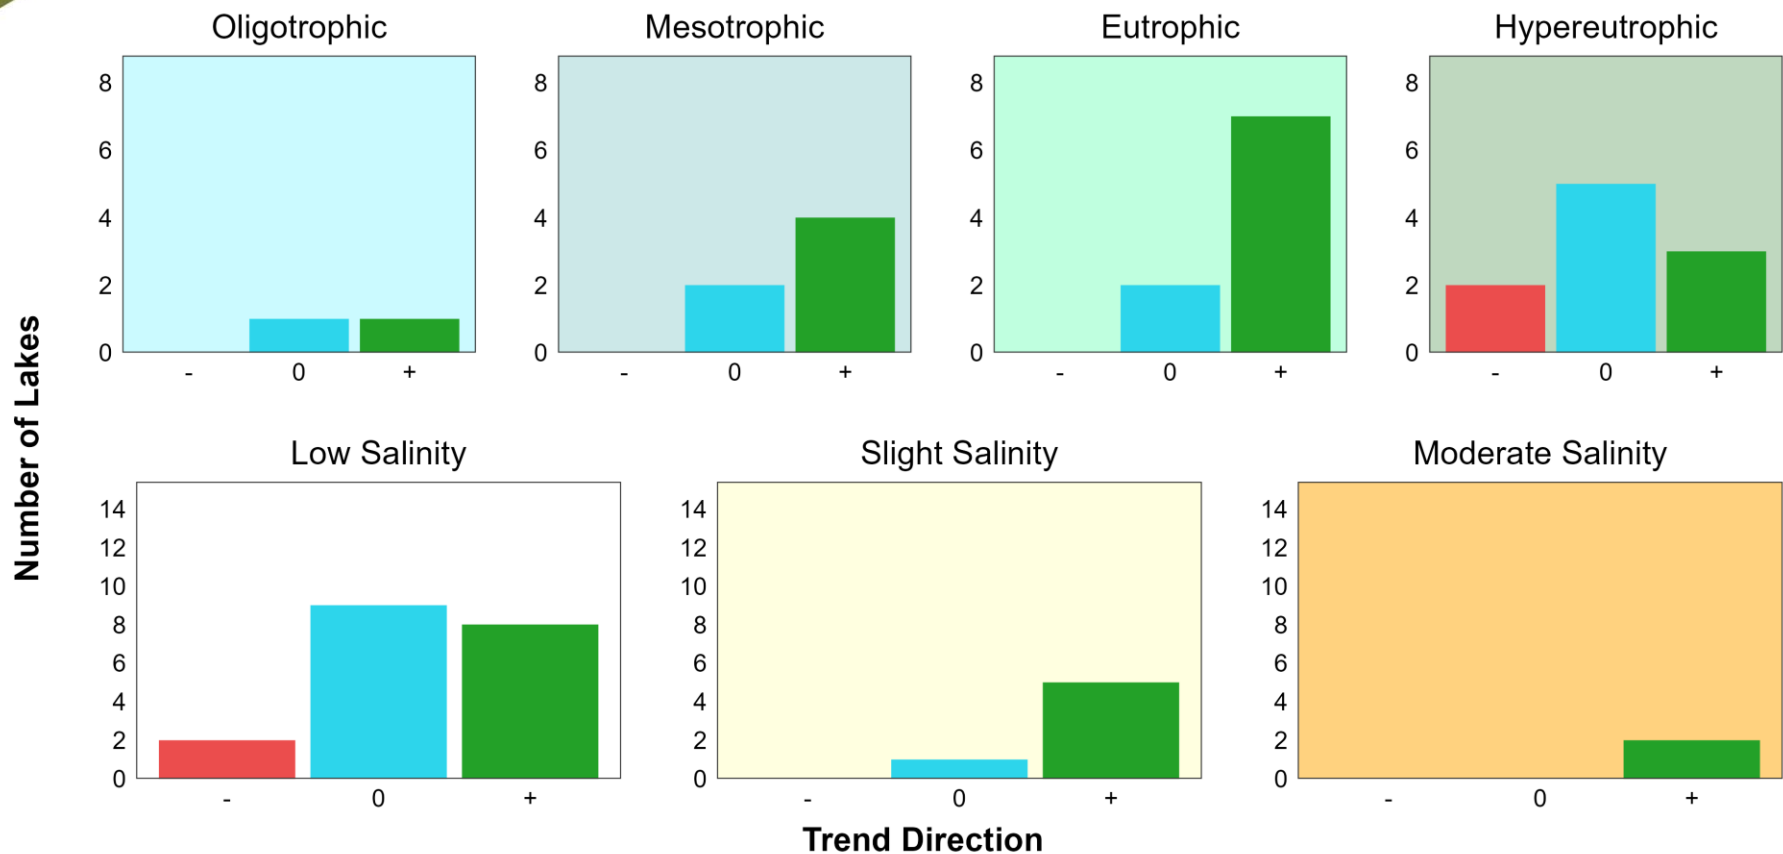 Oligotrophic
8
6
4
2
0
- 0 +
Mesotrophic
8
6
4
2
0
- 0 +
Eutrophic
8
6
4
2
0
- 0 +
Hypereutrophic
8
6
4
2
0
- 0 +
Number of Lakes
Low Salinity
14
12
10
8
6
4
2
0
- 0 +
Slight Salinity
14
12
10
8
6
4
2
0
- 0 +
Moderate Salinity
14
12
10
8
6
4
2
0
- 0 +
Trend Direction